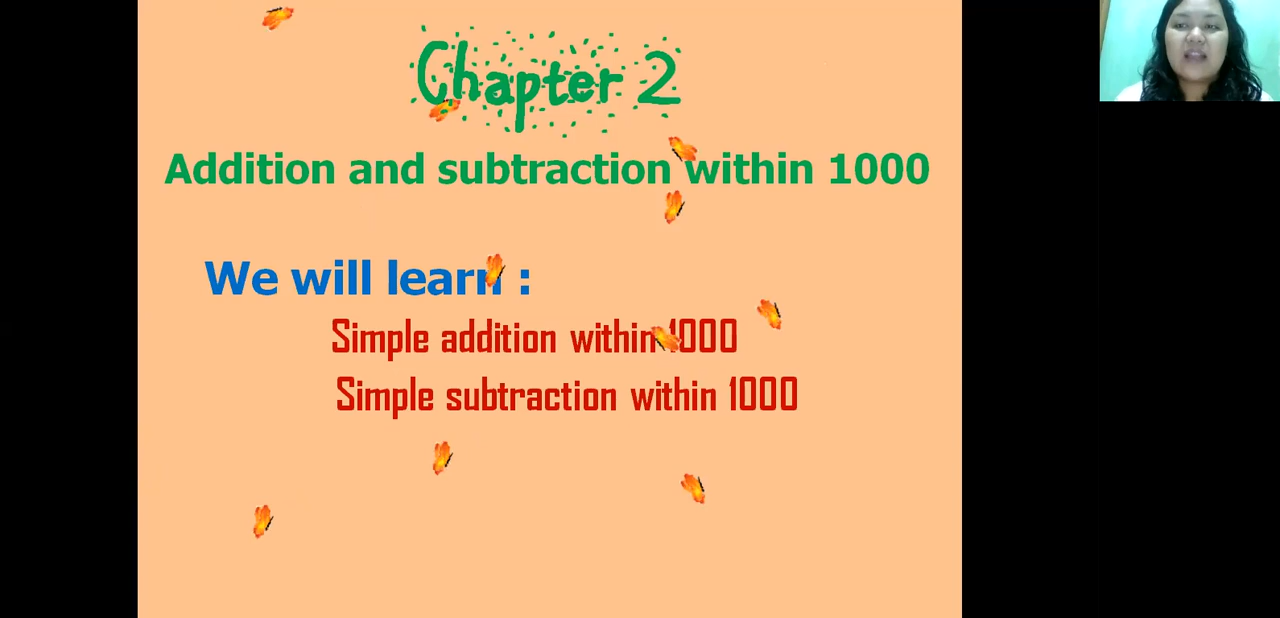 Chapter 2
Addition and subtraction within 1000
We will learn :
Simple addition within 1000
Simple subtraction within 1000